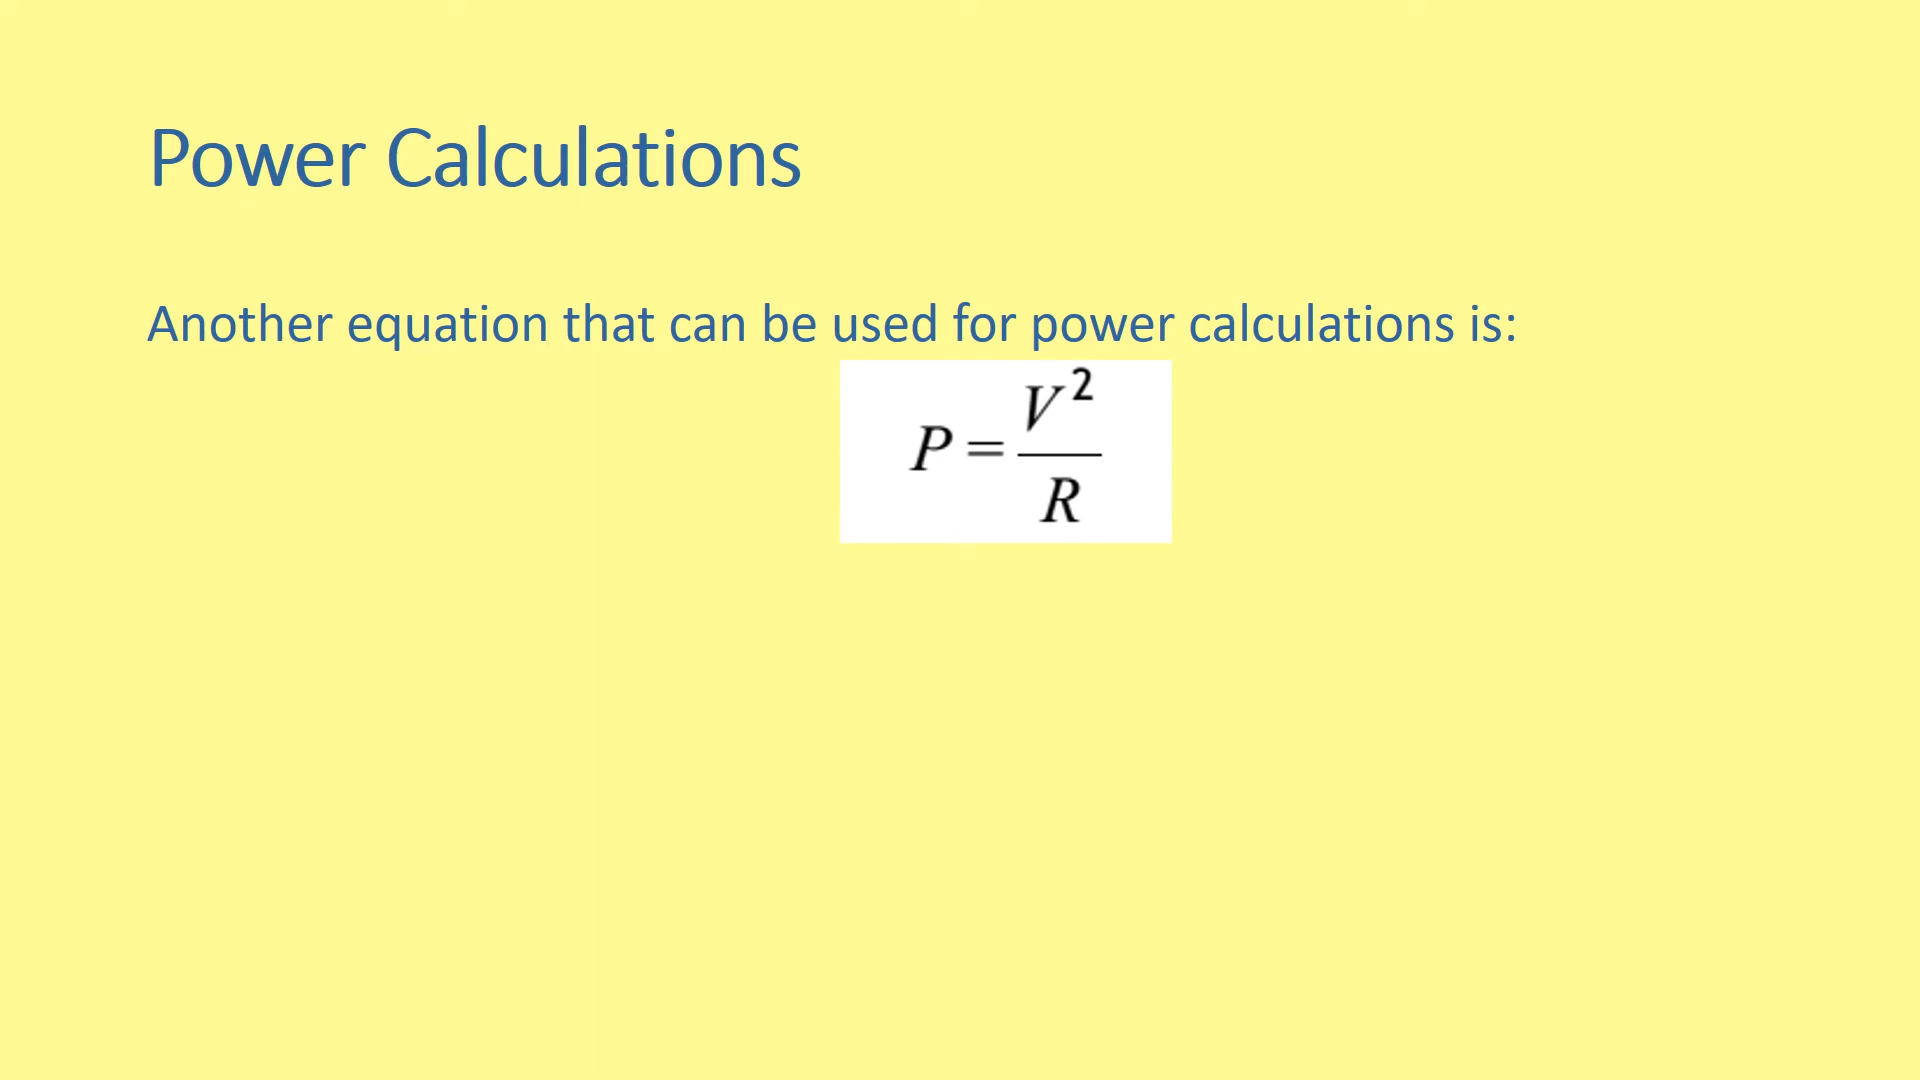 Power Calculations
Another equation that can be used for power calculations is:
P = V² / R